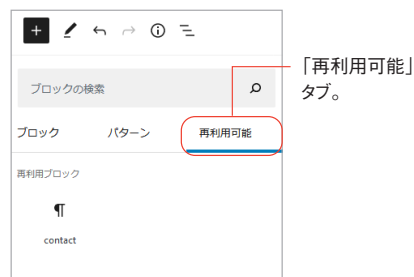 ブロックの検索
ブロック パターン 再利用可能
再利用ブロック
contact
「再利用可能」
タブ。